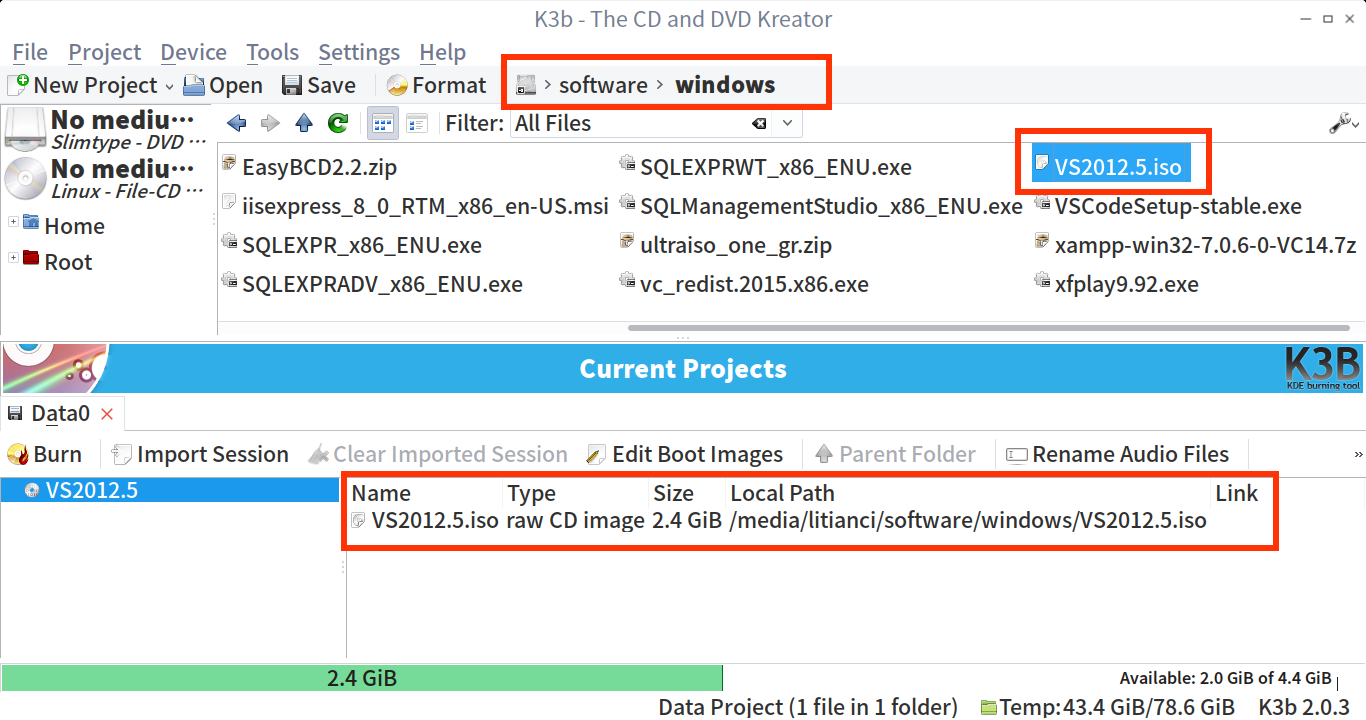 K3b - The CD and DVD Kreator
File Project Device Tools Settings Help
New Project Open Save Format software windows
No mediu···
Slimtype - DVD ···
No mediu···
Linux - File-CD ···
Home
Root
Filter: All Files
EasyBCD2.2.zip
iisexpress_8_0_RTM_x86_en-US.msi
SQLEXPR_x86_ENU.exe
SQLEXPRADV_x86_ENU.exe
SQLEXPRWT_x86_ENU.exe
SQLManagementStudio_x86_ENU.exe
ultraiso_one_gr.zip
vc_redist.2015.x86.exe
VS2012.5.iso
VSCodeSetup-stable.exe
xampp-win32-7.0.6-0-VC14.7z
xfplay9.92.exe
Current Projects
K3B
KDE burning tool
Data0
Burn Import Session Clear Imported Session Edit Boot Images Parent Folder Rename Audio Files »
VS2012.5
Name Type Size Local Path Link
VS2012.5.iso raw CD image 2.4 GiB /media/litianci/software/windows/VS2012.5.iso
2.4 GiB Available: 2.0 GiB of 4.4 GiB
Data Project (1 file in 1 folder) Temp: 43.4 GiB/78.6 GiB K3b 2.0.3